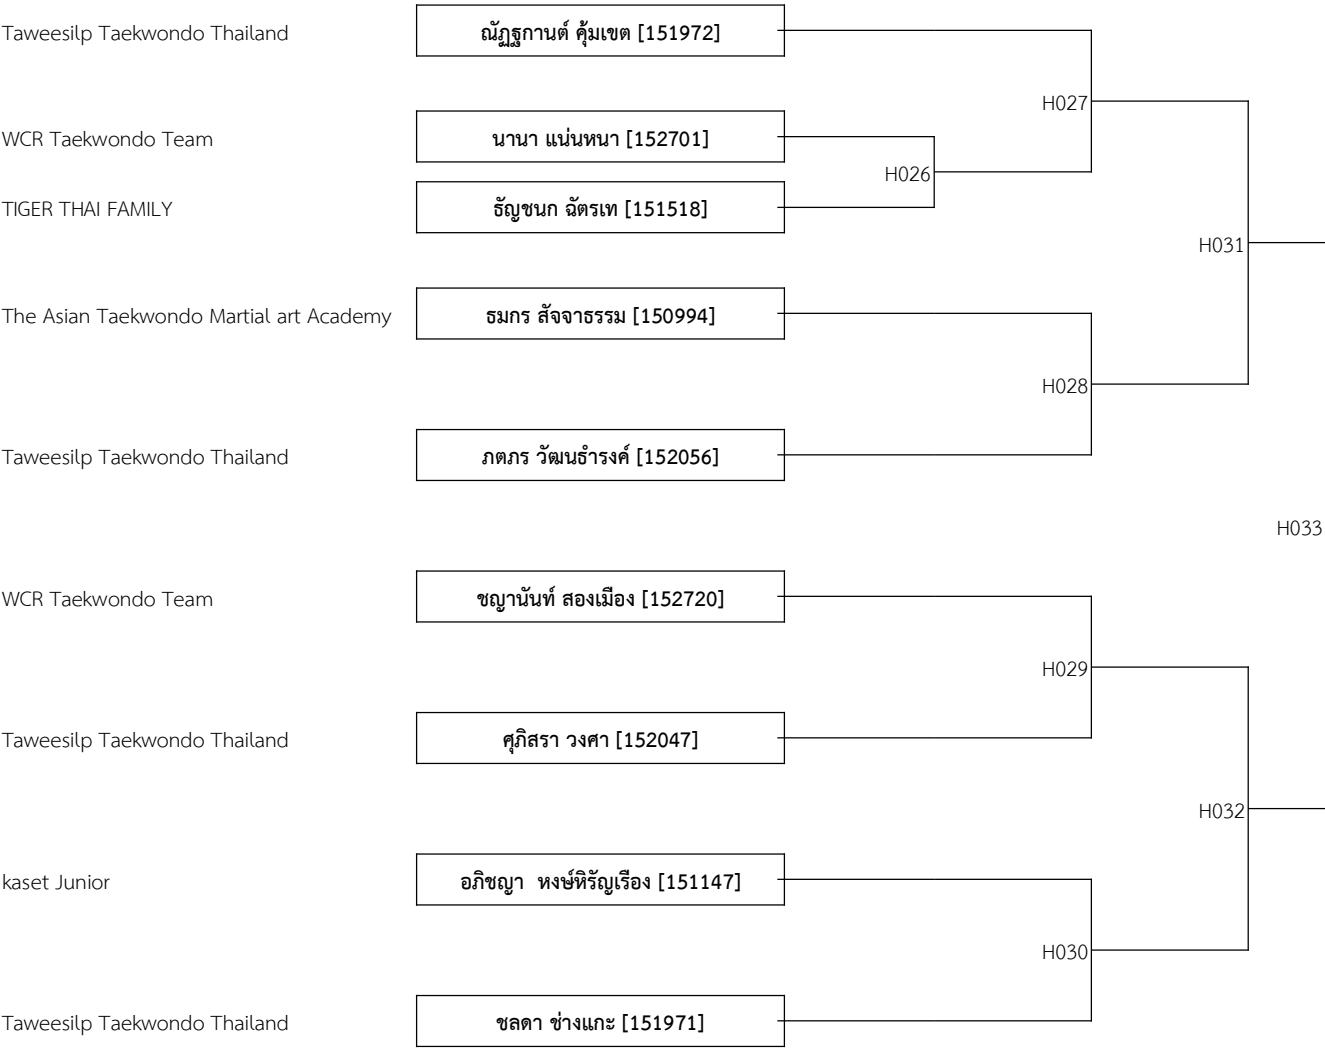 Taweesilp Taekwondo Thailand
ณัฏฐกานต์ คุ้มเขต [151972]
H027
WCR Taekwondo Team
นานา แน่นหนา [152701]
H026
TIGER THAI FAMILY
ธัญชนก ฉัตรเท [151518]
H031
The Asian Taekwondo Martial art Academy
ธมกร สัจจาธรรม [150994]
H028
Taweesilp Taekwondo Thailand
ภตภร วัฒนธำรงค์ [152056]
H033
WCR Taekwondo Team
ชญานันท์ สองเมือง [152720]
H029
Taweesilp Taekwondo Thailand
ศุภิสรา วงศา [152047]
H032
kaset Junior
อภิชญา  หงษ์หิรัญเรือง [151147]
H030
Taweesilp Taekwondo Thailand
ชลดา ช่างแกะ [151971]